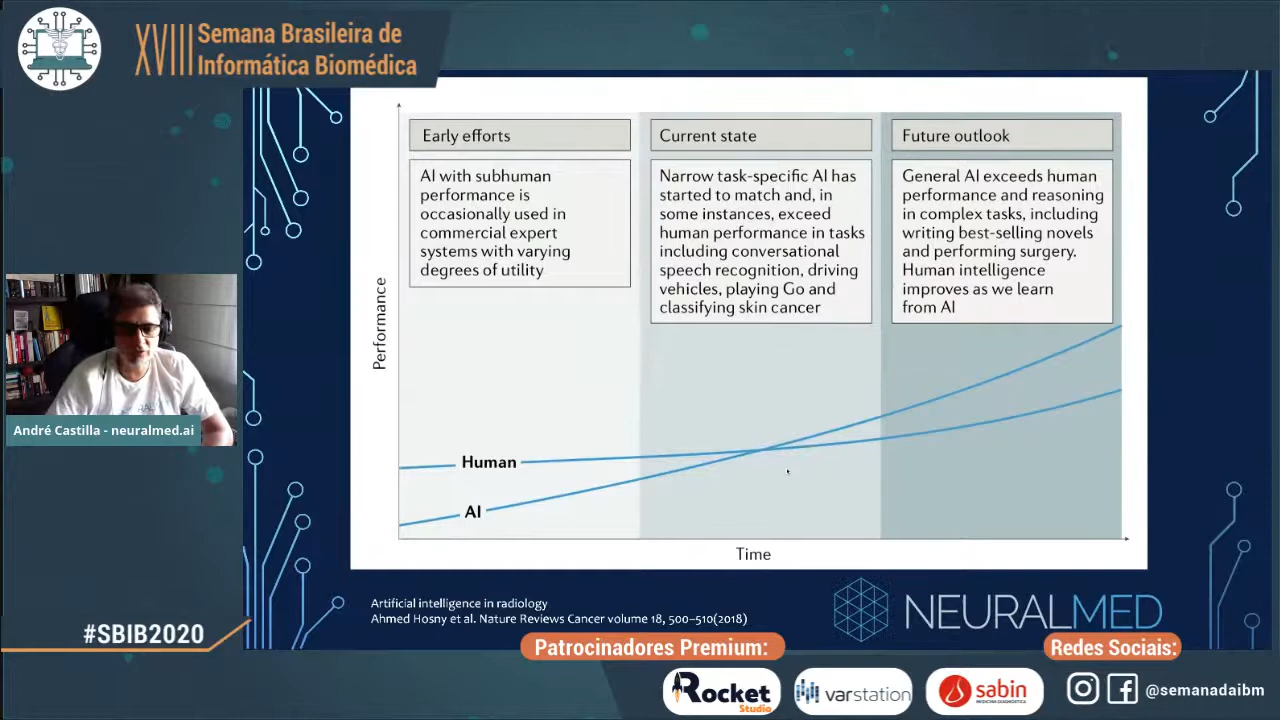 XVIII
Semana Brasileira de
Informática Biomédica
Early efforts
AI with subhuman
performance is
occasionally used in
commercial expert
systems with varying
degrees of utility
Current state
Narrow task-specific AI has
started to match and, in
some instances, exceed
human performance in tasks
including conversational
speech recognition, driving
vehicles, playing Go and
classifying skin cancer
Future outlook
General AI exceeds human
performance and reasoning
in complex tasks, including
writing best-selling novels
and performing surgery.
Human intelligence
improves as we learn
from AI
Performance
Human
AI
Time
André Castilla - neuralmed.ai
Artificial intelligence in radiology
Ahmed Hosny et al. Nature Reviews Cancer volume 18, 500–510(2018)
NEURALMED
#SBIB2020
Patrocinadores Premium:
Redes Sociais:
Rocket
Studio
varstation
sabin
MEDICINA DIAGNÓSTICA
@semanadaibm